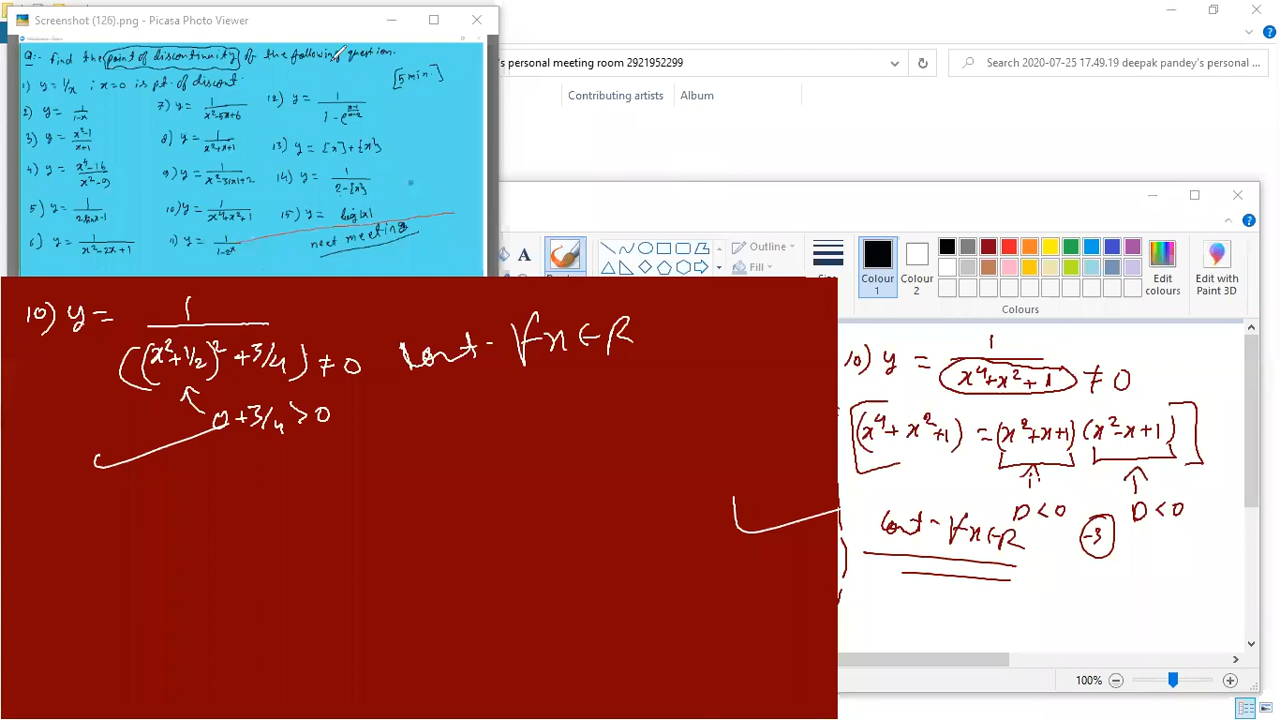 Screenshot (126).png - Picasa Photo Viewer
Q:- find the point of discontinuity of the following question.
[5 min.]
1) y = 1/x ; x=0 is pt. of discont.
2) y = 1/(1-x)
3) y = (x²-1)/(x+1)
4) y = (x⁴-16)/(x²-9)
5) y = 1/(2sinx-1)
6) y = 1/(x²-2x+1)
7) y = 1/(x²-5x+6)
8) y = 1/(x²+x+1)
9) y = 1/(x²-3|x|+2)
10) y = 1/(x⁴+x²+1)
11) y = 1/(1-2ˣ)
12) y = 1/(1-e^((x-1)/(x-2)))
13) y = [x]+{x}
14) y = 1/(2-{x})
15) y = log|x|
next meeting
's personal meeting room 2921952299
Search 2020-07-25 17.49.19 deepak pandey's personal...
Contributing artists
Album
A
Outline
Fill
Colour 1
Colour 2
Edit colours
Edit with Paint 3D
Colours
10) y = 1/((x²+1/2)²+3/4) ≠ 0 cont- ∀x∈R
0+3/4>0
10) y = 1/(x⁴+x²+1) ≠ 0
[(x⁴+x²+1) = (x²+x+1)(x²-x+1)]
D<0 D<0
cont- ∀x∈R -3
100%